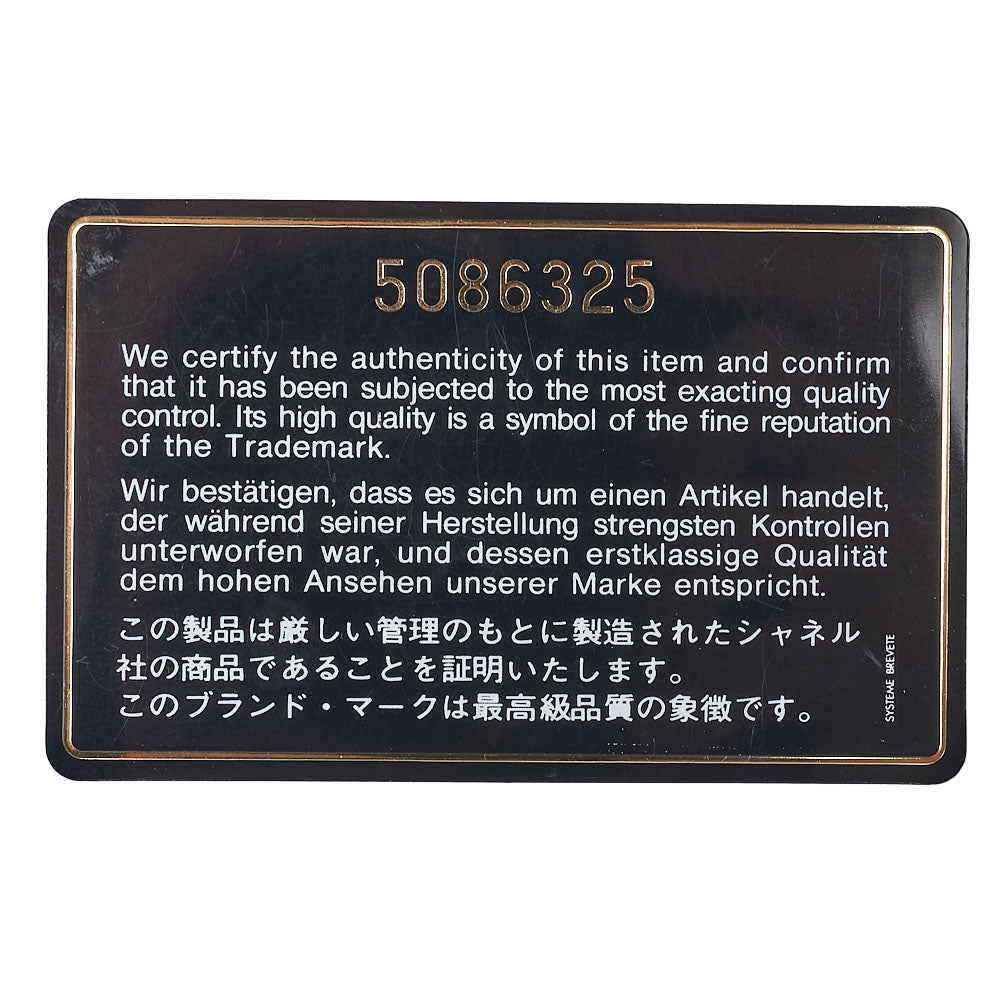 5086325
We certify the authenticity of this item and confirm
that it has been subjected to the most exacting quality
control. Its high quality is a symbol of the fine reputation
of the Trademark.
Wir bestätigen, dass es sich um einen Artikel handelt,
der während seiner Herstellung strengsten Kontrollen
unterworfen war, und dessen erstklassige Qualität
dem hohen Ansehen unserer Marke entspricht.
この製品は厳しい管理のもとに製造されたシャネル
社の商品であることを証明いたします。
このブランド・マークは最高級品質の象徴です。
SYSTEME BREVETE